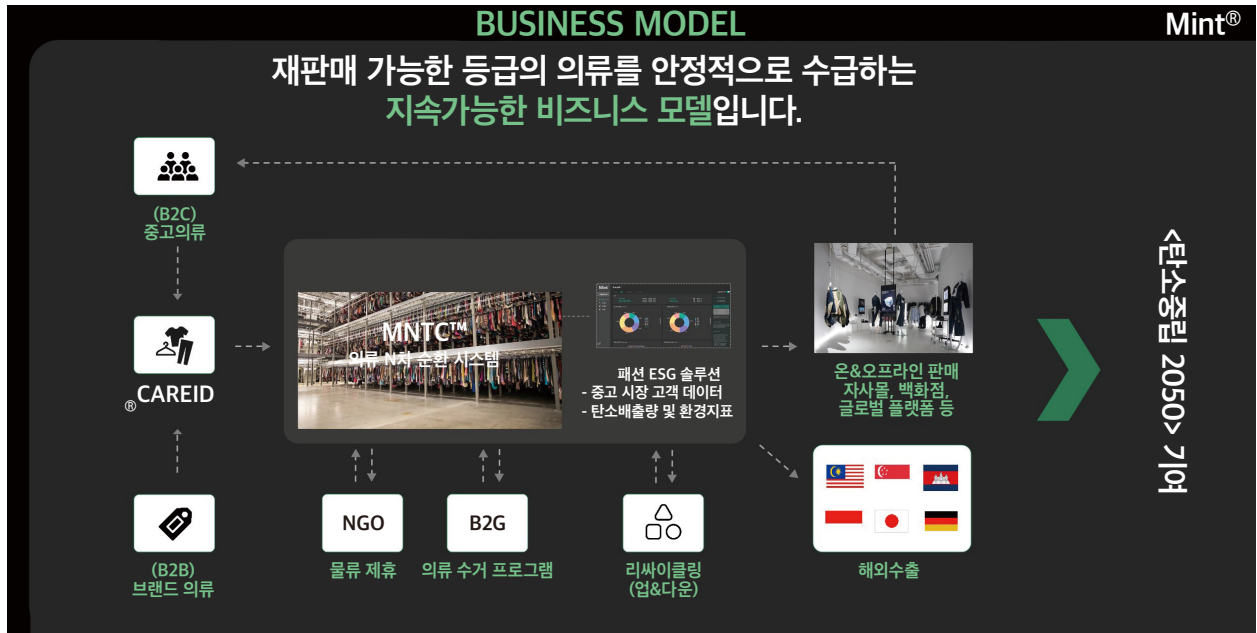 BUSINESS MODEL
Mint®
재판매 가능한 등급의 의류를 안정적으로 수급하는
지속가능한 비즈니스 모델입니다.
(B2C)
중고의류
®CAREID
(B2B)
브랜드 의류
MNTC™
의류 N차 순환 시스템
패션 ESG 솔루션
- 중고 시장 고객 데이터
- 탄소배출량 및 환경지표
NGO
물류 제휴
B2G
의류 수거 프로그램
리싸이클링
(업&다운)
온&오프라인 판매
자사몰, 백화점,
글로벌 플랫폼 등
해외수출
<탄소중립 2050> 기여